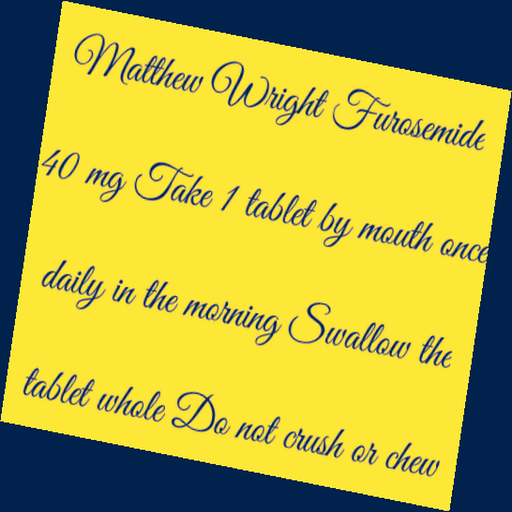 Matthew Wright Furosemide
40 mg Take 1 tablet by mouth once
daily in the morning Swallow the
tablet whole Do not crush or chew